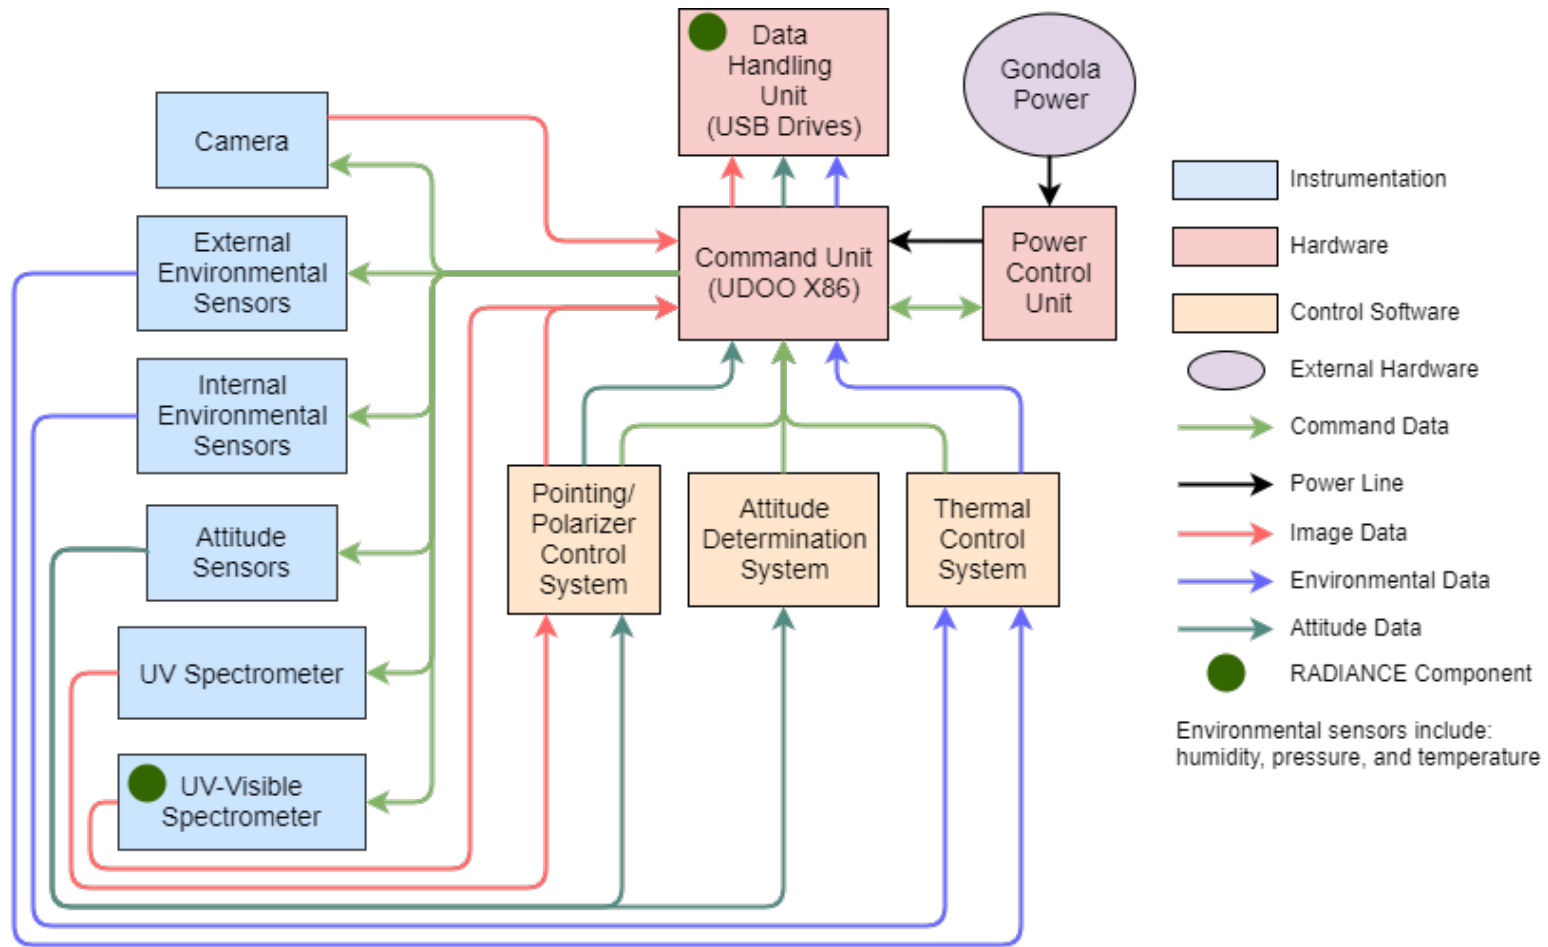 Data
Handling
Unit
(USB Drives)
Gondola
Power
Camera
External
Environmental
Sensors
Command Unit
(UDOO X86)
Power
Control
Unit
Internal
Environmental
Sensors
Attitude
Sensors
Pointing/
Polarizer
Control
System
Attitude
Determination
System
Thermal
Control
System
UV Spectrometer
UV-Visible
Spectrometer
Instrumentation
Hardware
Control Software
External Hardware
Command Data
Power Line
Image Data
Environmental Data
Attitude Data
RADIANCE Component
Environmental sensors include:
humidity, pressure, and temperature